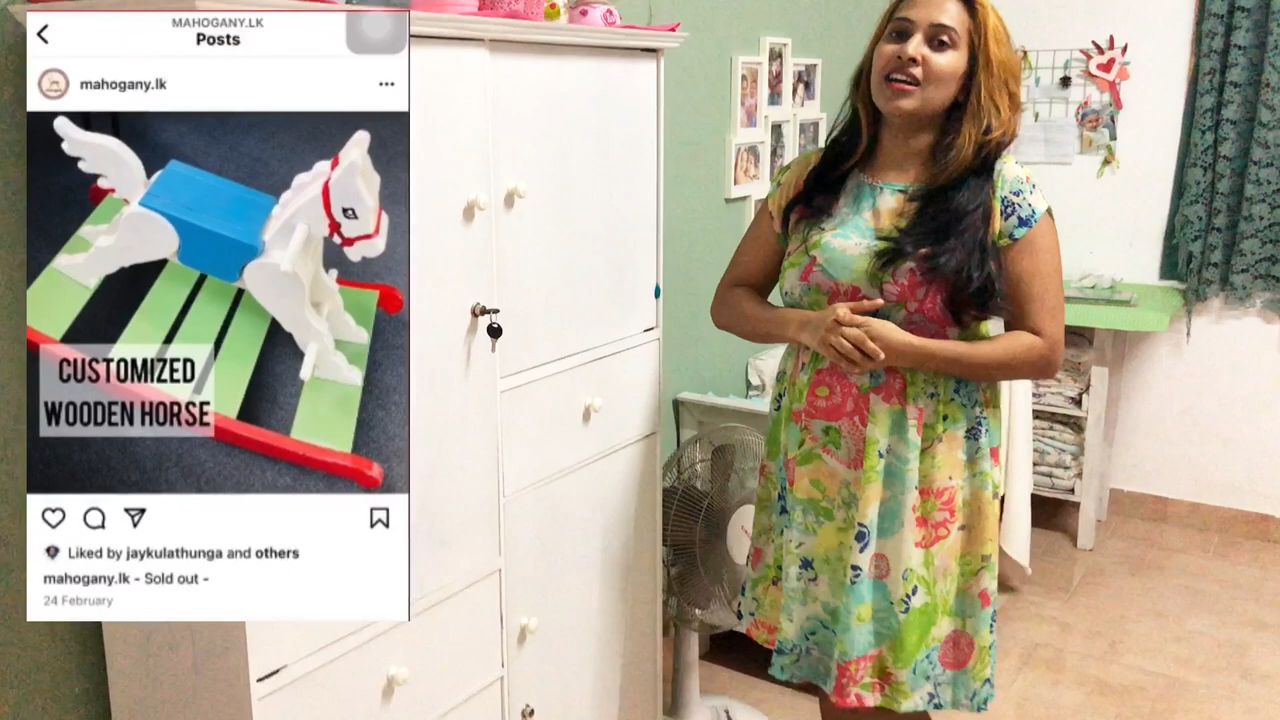 MAHOGANY.LK
Posts
mahogany.lk
CUSTOMIZED
WOODEN HORSE
Liked by jaykulathunga and others
mahogany.lk - Sold out -
24 February